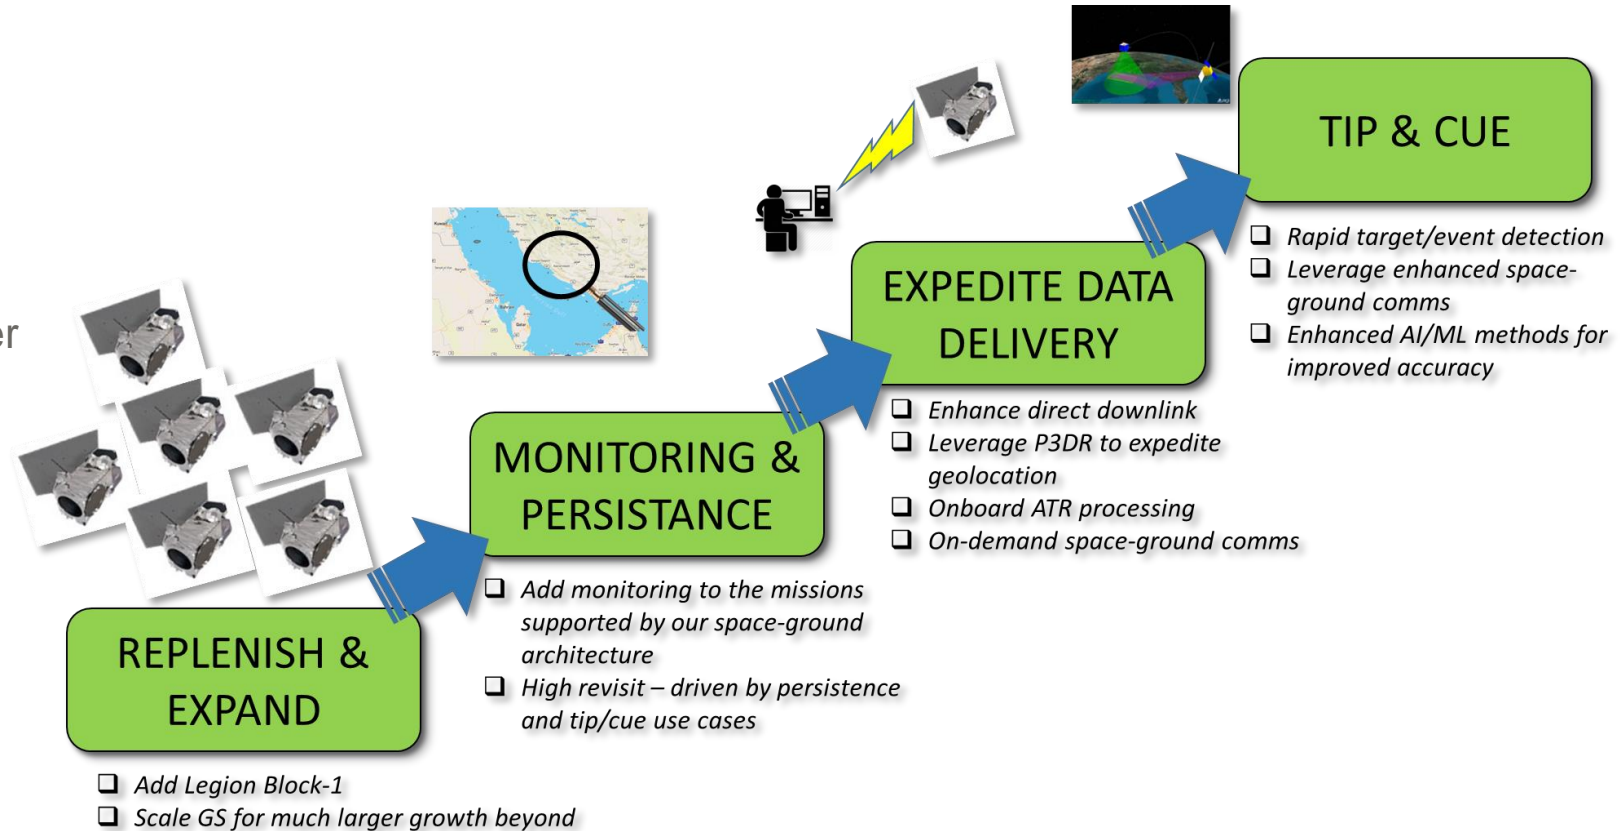 er
TIP & CUE
❑ Rapid target/event detection
❑ Leverage enhanced space-
ground comms
❑ Enhanced AI/ML methods for
improved accuracy
EXPEDITE DATA
DELIVERY
❑ Enhance direct downlink
❑ Leverage P3DR to expedite
geolocation
❑ Onboard ATR processing
❑ On-demand space-ground comms
MONITORING &
PERSISTANCE
❑ Add monitoring to the missions
supported by our space-ground
architecture
❑ High revisit – driven by persistence
and tip/cue use cases
REPLENISH &
EXPAND
❑ Add Legion Block-1
❑ Scale GS for much larger growth beyond